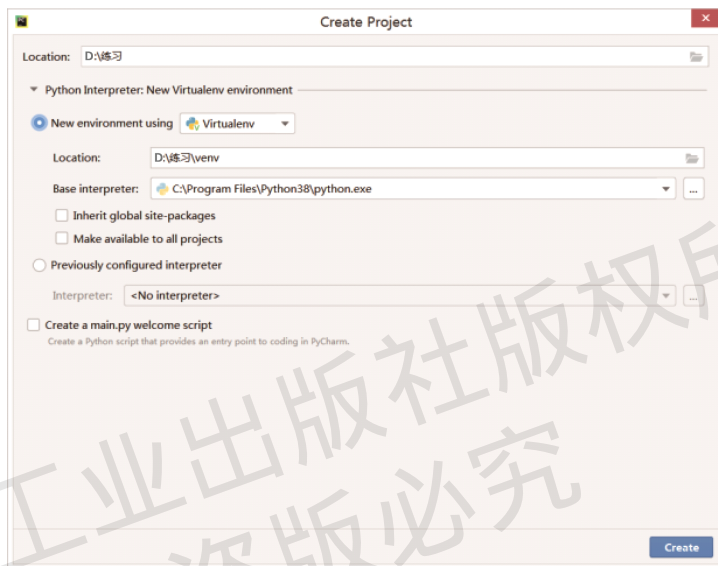 Create Project
Location: D:\练习
Python Interpreter: New Virtualenv environment
New environment using Virtualenv
Location: D:\练习\venv
Base interpreter: C:\Program Files\Python38\python.exe ...
Inherit global site-packages
Make available to all projects
Previously configured interpreter
Interpreter: <No interpreter> ...
Create a main.py welcome script
Create a Python script that provides an entry point to coding in PyCharm.
工业出版社版权所
盗版必究
Create